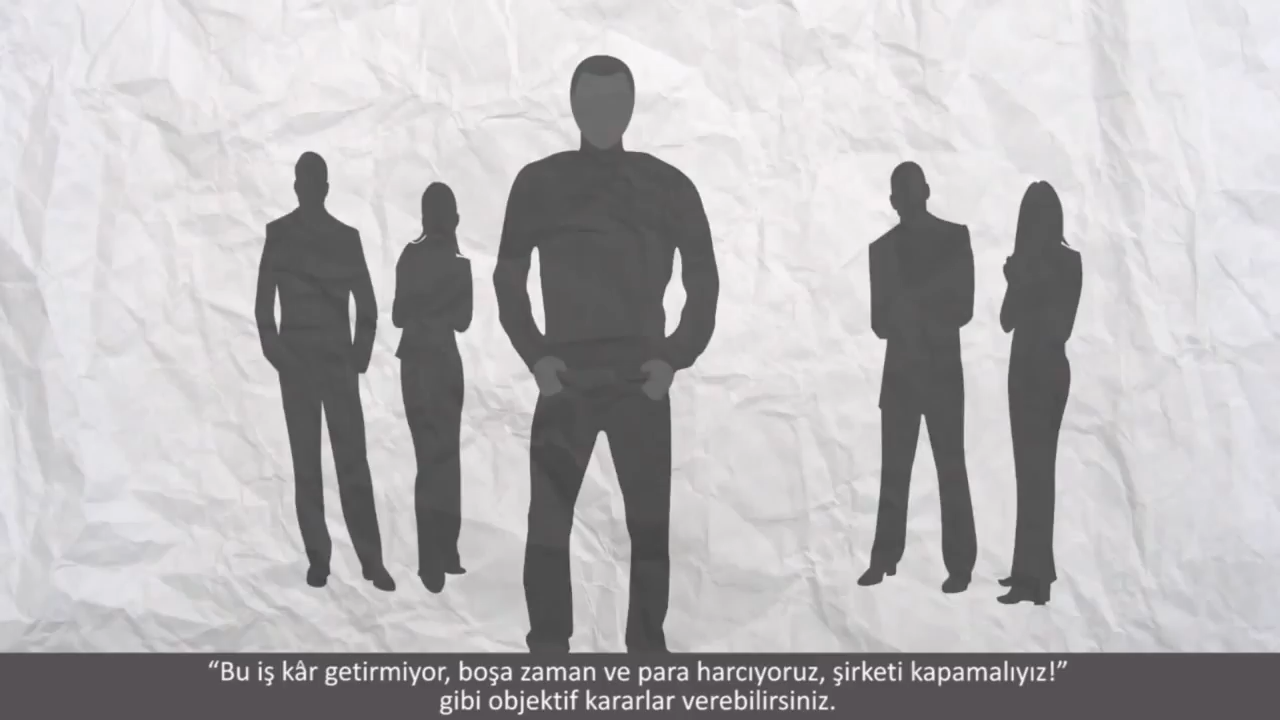 “Bu iş kâr getirmiyor, boşa zaman ve para harcıyoruz, şirketi kapamalıyız!”
gibi objektif kararlar verebilirsiniz.